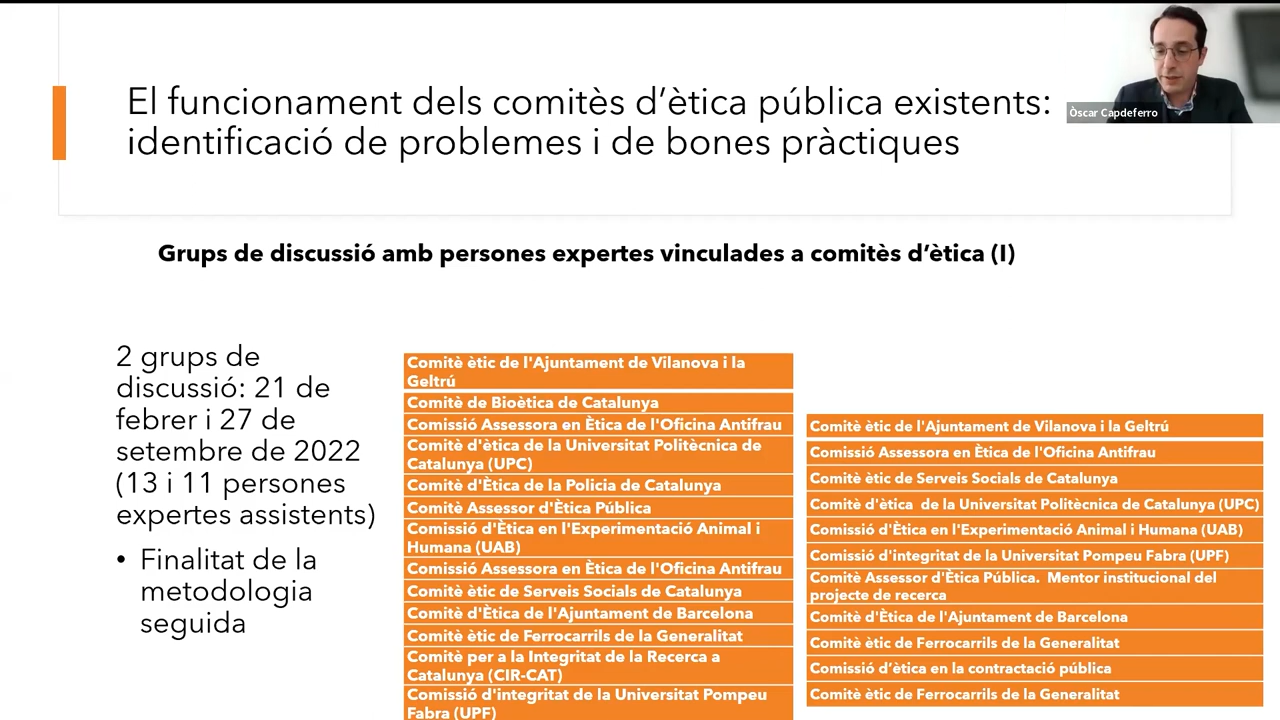 El funcionament dels comitès d’ètica pública existents:
identificació de problemes i de bones pràctiques
Òscar Capdeferro
Grups de discussió amb persones expertes vinculades a comitès d’ètica (I)
2 grups de
discussió: 21 de
febrer i 27 de
setembre de 2022
(13 i 11 persones
expertes assistents)
• Finalitat de la
metodologia
seguida
Comitè ètic de l'Ajuntament de Vilanova i la
Geltrú
Comitè de Bioètica de Catalunya
Comissió Assessora en Ètica de l'Oficina Antifrau
Comitè d'ètica de la Universitat Politècnica de
Catalunya (UPC)
Comitè d'Ètica de la Policia de Catalunya
Comitè Assessor d'Ètica Pública
Comissió d'Ètica en l'Experimentació Animal i
Humana (UAB)
Comissió Assessora en Ètica de l'Oficina Antifrau
Comitè ètic de Serveis Socials de Catalunya
Comitè d'Ètica de l'Ajuntament de Barcelona
Comitè ètic de Ferrocarrils de la Generalitat
Comitè per a la Integritat de la Recerca a
Catalunya (CIR-CAT)
Comissió d'integritat de la Universitat Pompeu
Fabra (UPF)
Comitè ètic de l'Ajuntament de Vilanova i la Geltrú
Comissió Assessora en Ètica de l'Oficina Antifrau
Comitè ètic de Serveis Socials de Catalunya
Comitè d'ètica de la Universitat Politècnica de Catalunya (UPC)
Comissió d'Ètica en l'Experimentació Animal i Humana (UAB)
Comissió d'integritat de la Universitat Pompeu Fabra (UPF)
Comitè Assessor d'Ètica Pública. Mentor institucional del
projecte de recerca
Comitè d'Ètica de l'Ajuntament de Barcelona
Comitè ètic de Ferrocarrils de la Generalitat
Comissió d’ètica en la contractació pública
Comitè ètic de Ferrocarrils de la Generalitat